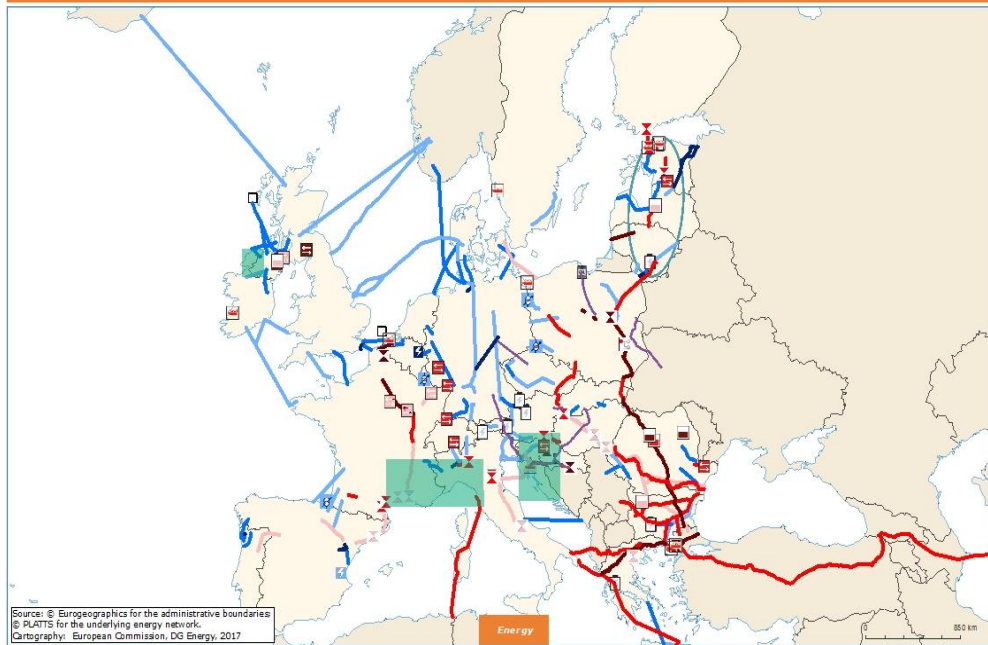 Source: © Eurogeographics for the administrative boundaries;
© PLATTS for the underlying energy network.
Cartography: European Commission, DG Energy, 2017
Energy
0 850 km